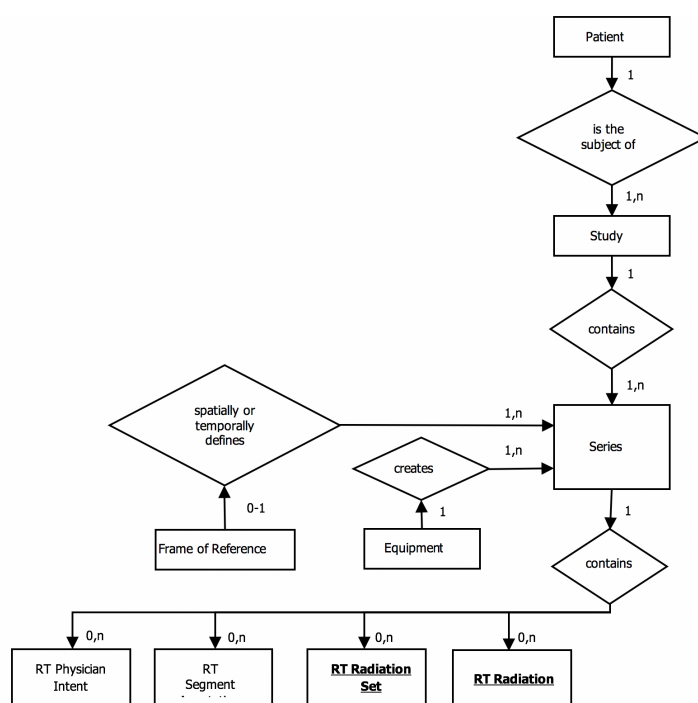 Patient
1
is the
subject of
1,n
Study
1
contains
1,n
spatially or
temporally
defines
1,n
Series
1,n
creates
0-1
1
1
Frame of Reference
Equipment
contains
0,n
0,n
0,n
0,n
RT Physician
Intent
RT
Segment
RT Radiation
Set
RT Radiation